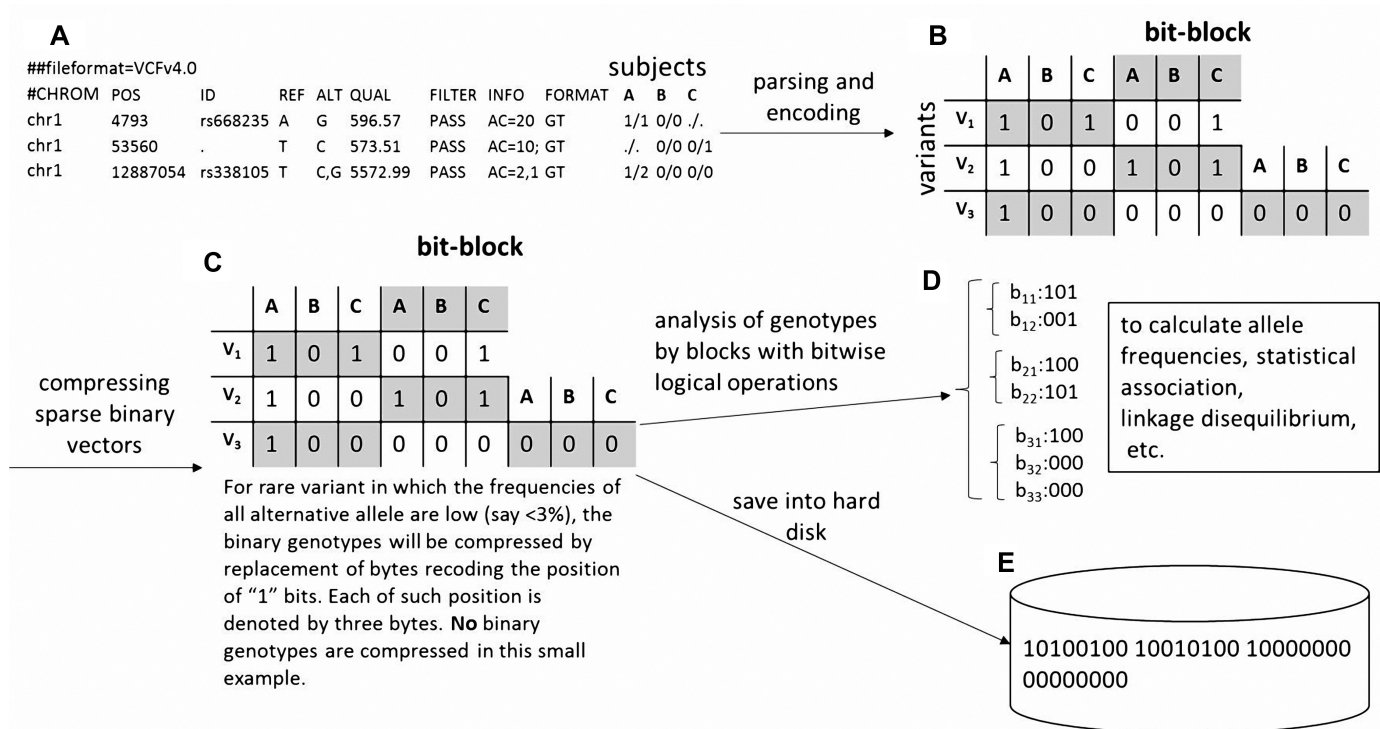 A
##fileformat=VCFv4.0
subjects
#CHROM POS ID REF ALT QUAL FILTER INFO FORMAT A B C
chr1 4793 rs668235 A G 596.57 PASS AC=20 GT 1/1 0/0 ./.
chr1 53560 . T C 573.51 PASS AC=10; GT ./. 0/0 0/1
chr1 12887054 rs338105 T C,G 5572.99 PASS AC=2,1 GT 1/2 0/0 0/0
parsing and
encoding
B
bit-block
variants
A B C A B C
V1 1 0 1 0 0 1
V2 1 0 0 1 0 1 A B C
V3 1 0 0 0 0 0 0 0 0
compressing
sparse binary
vectors
C
bit-block
A B C A B C
V1 1 0 1 0 0 1
V2 1 0 0 1 0 1 A B C
V3 1 0 0 0 0 0 0 0 0
For rare variant in which the frequencies of
all alternative allele are low (say <3%), the
binary genotypes will be compressed by
replacement of bytes recoding the position
of “1” bits. Each of such position is
denoted by three bytes. No binary
genotypes are compressed in this small
example.
analysis of genotypes
by blocks with bitwise
logical operations
D
b11:101
b12:001
b21:100
b22:101
b31:100
b32:000
b33:000
to calculate allele
frequencies, statistical
association,
linkage disequilibrium,
etc.
save into hard
disk
E
10100100 10010100 10000000
00000000